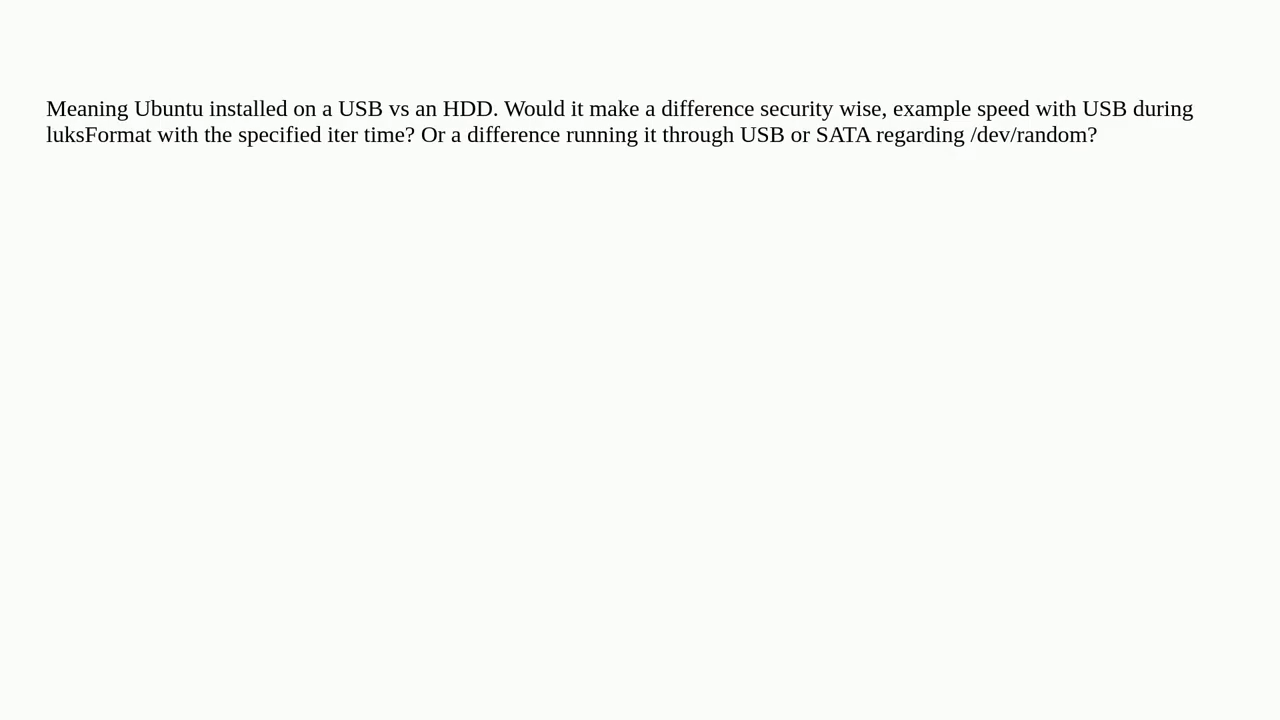 Meaning Ubuntu installed on a USB vs an HDD. Would it make a difference security wise, example speed with USB during
luksFormat with the specified iter time? Or a difference running it through USB or SATA regarding /dev/random?